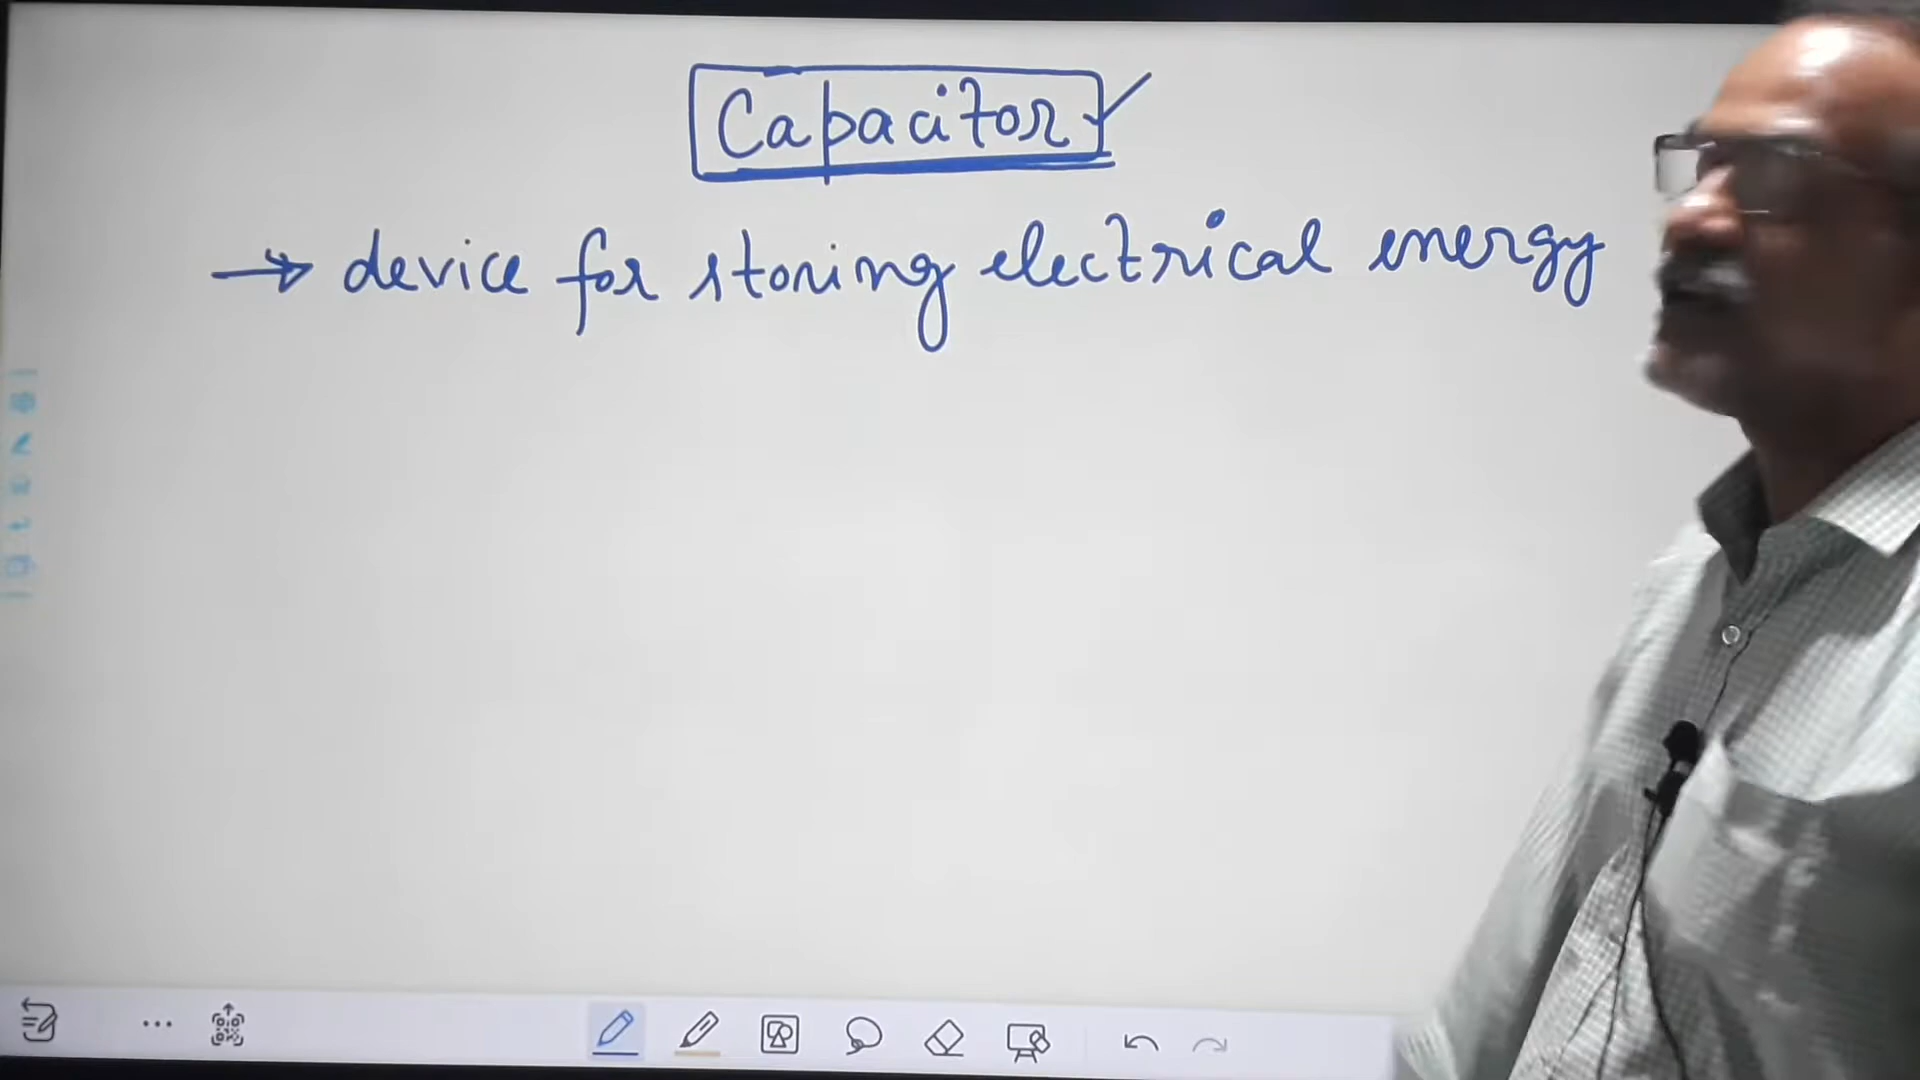 Capacitor
→ device for storing electrical energy